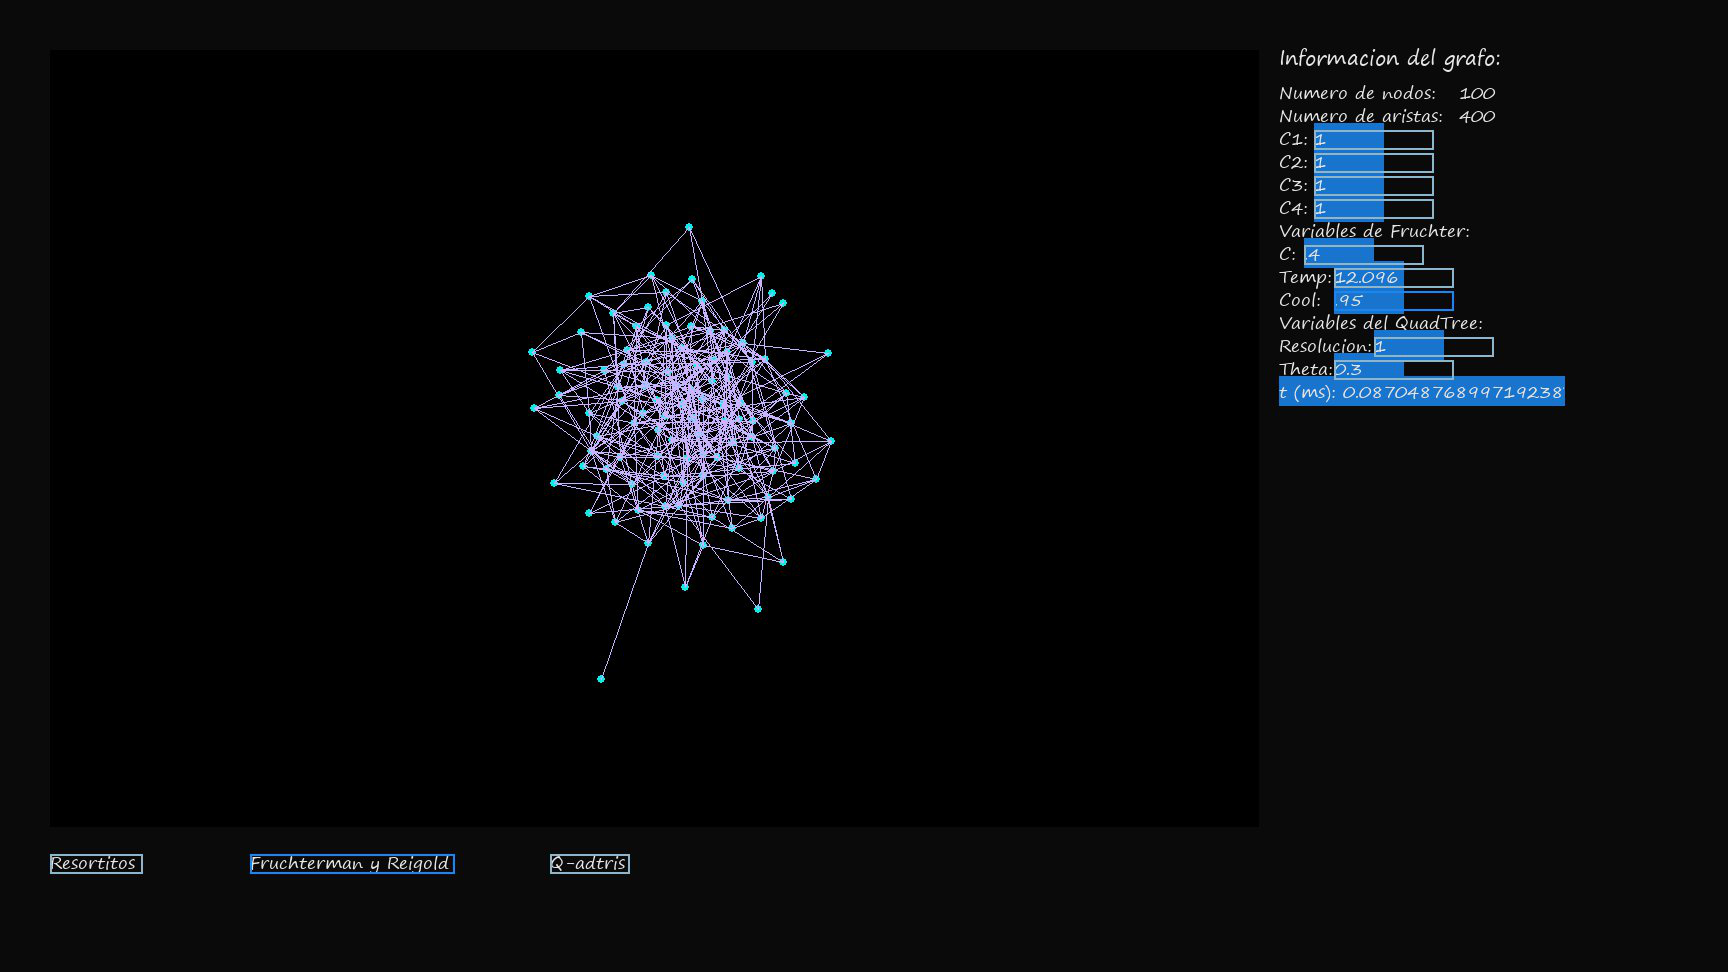 Informacion del grafo:
Numero de nodos: 100
Numero de aristas: 400
C1: 1
C2: 1
C3: 1
C4: 1
Variables de Fruchter:
C: .4
Temp: 12.096
Cool: .95
Variables del QuadTree:
Resolucion: 1
Theta: 0.3
t (ms): 0.08704876899719238
Resortitos
Fruchterman y Reigold
Q-adtris